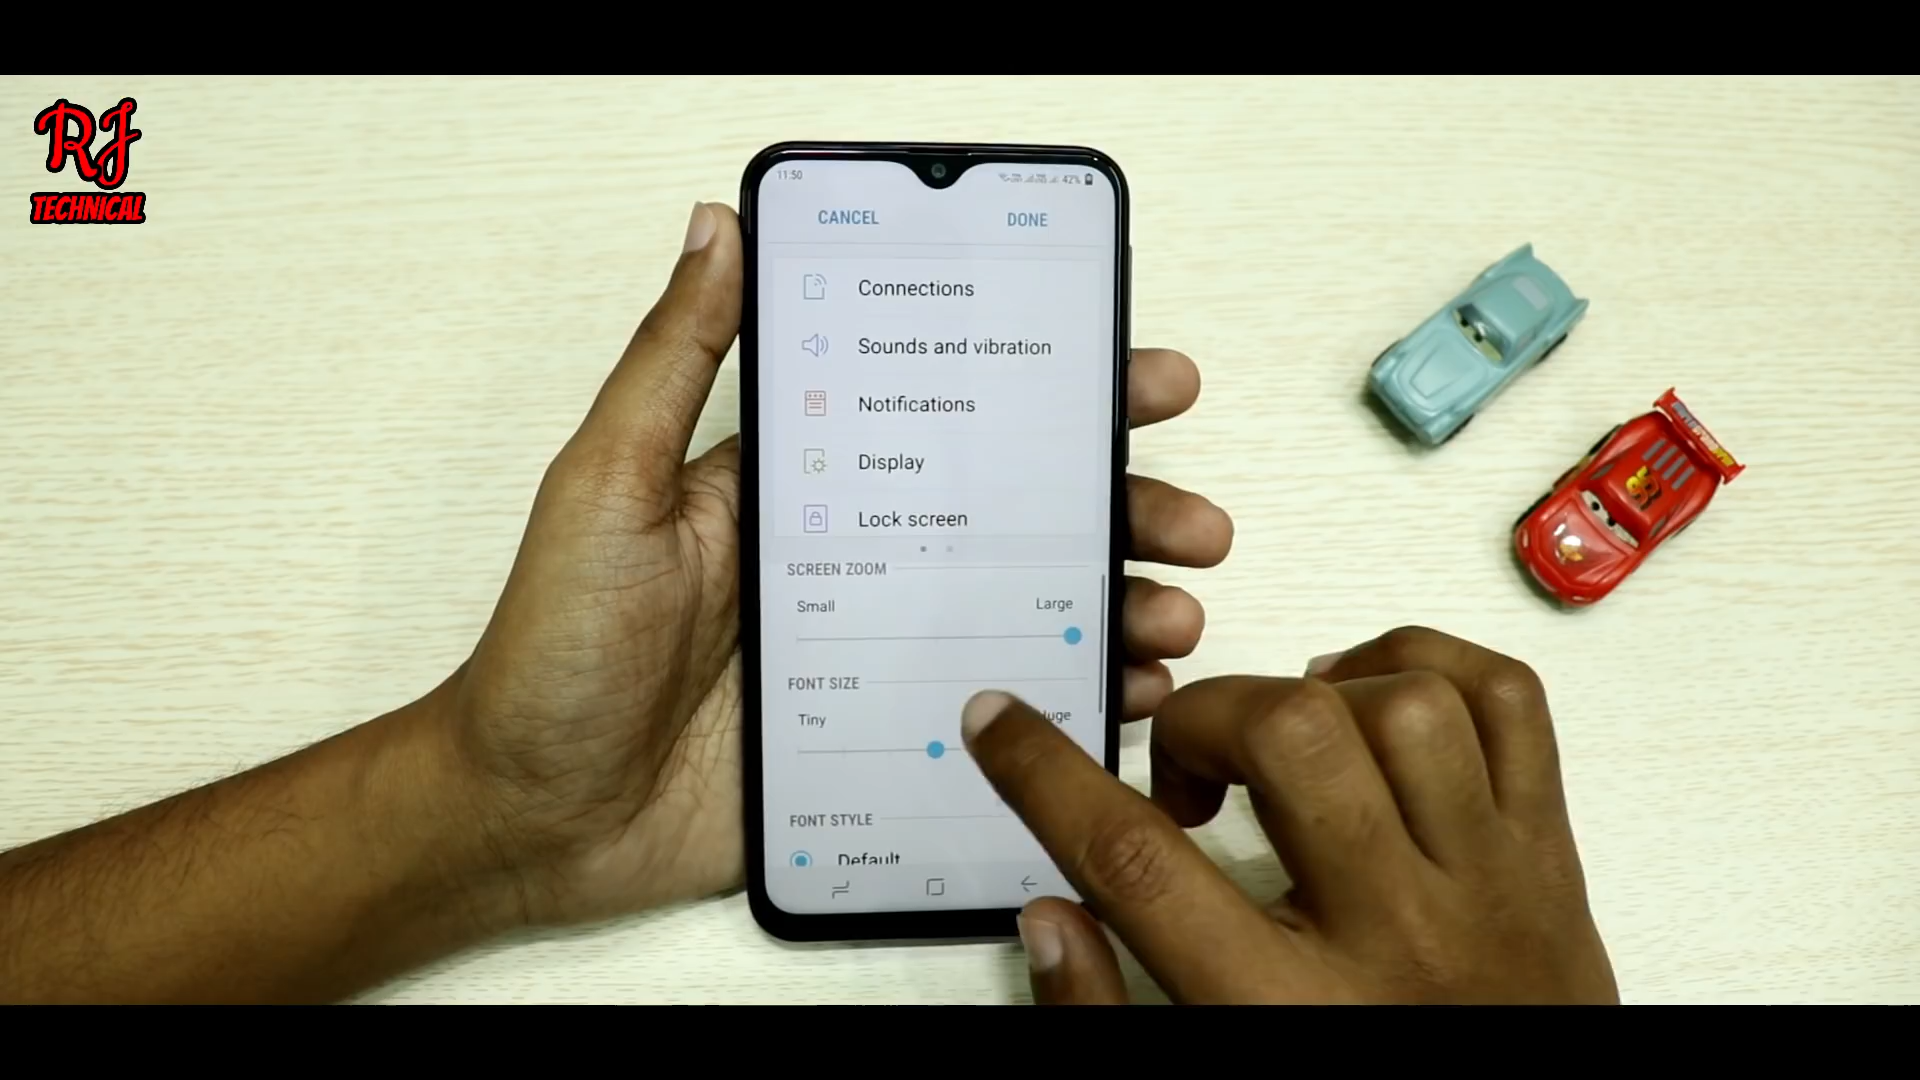 RJ
TECHNICAL
11:50
42%
CANCEL
DONE
Connections
Sounds and vibration
Notifications
Display
Lock screen
SCREEN ZOOM
Small
Large
FONT SIZE
Tiny
FONT STYLE
Default
95